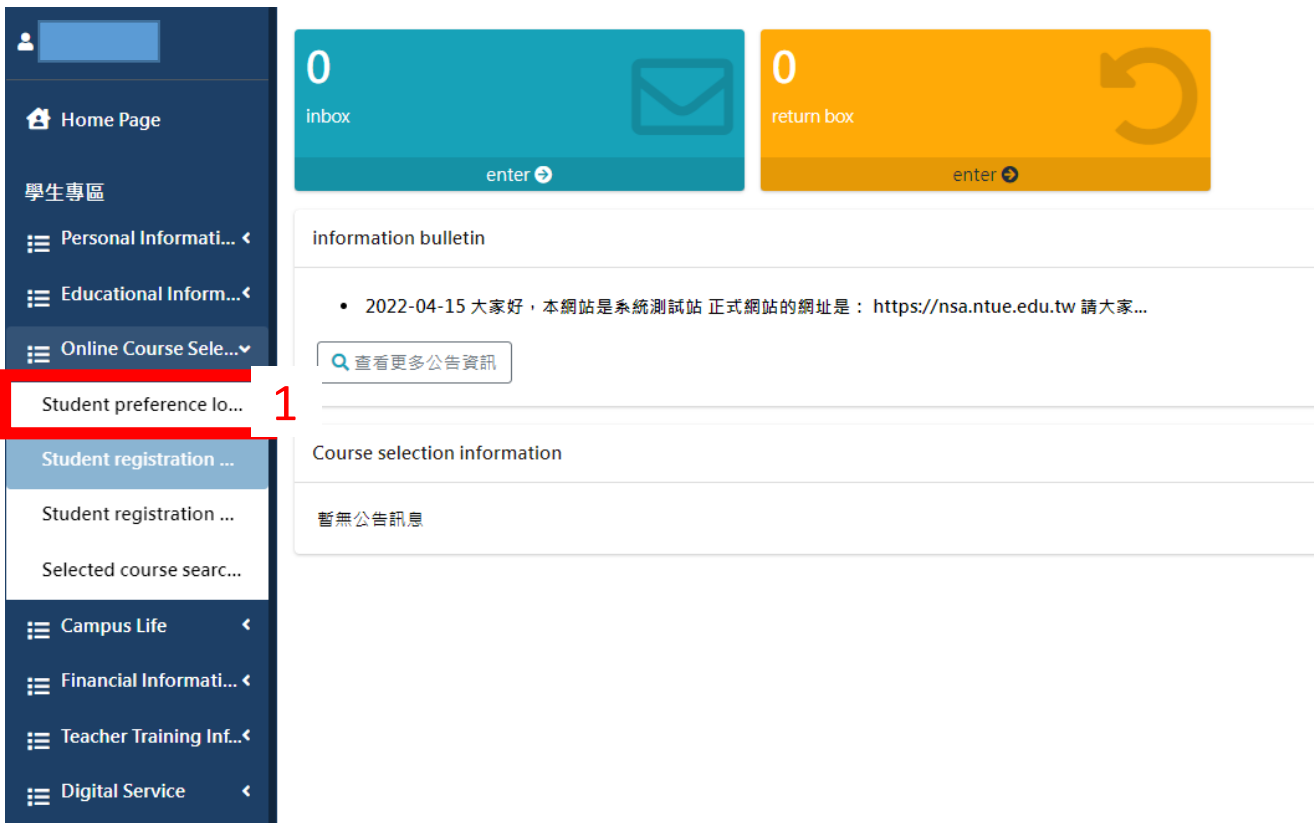 Home Page
學生專區
Personal Informati...
Educational Inform...
Online Course Sele...
Student preference lo...
1
Student registration ...
Student registration ...
Selected course searc...
Campus Life
Financial Informati...
Teacher Training Inf...
Digital Service
0
inbox
enter
0
return box
enter
information bulletin
• 2022-04-15 大家好，本網站是系統測試站 正式網站的網址是： https://nsa.ntue.edu.tw 請大家...
查看更多公告資訊
Course selection information
暫無公告訊息